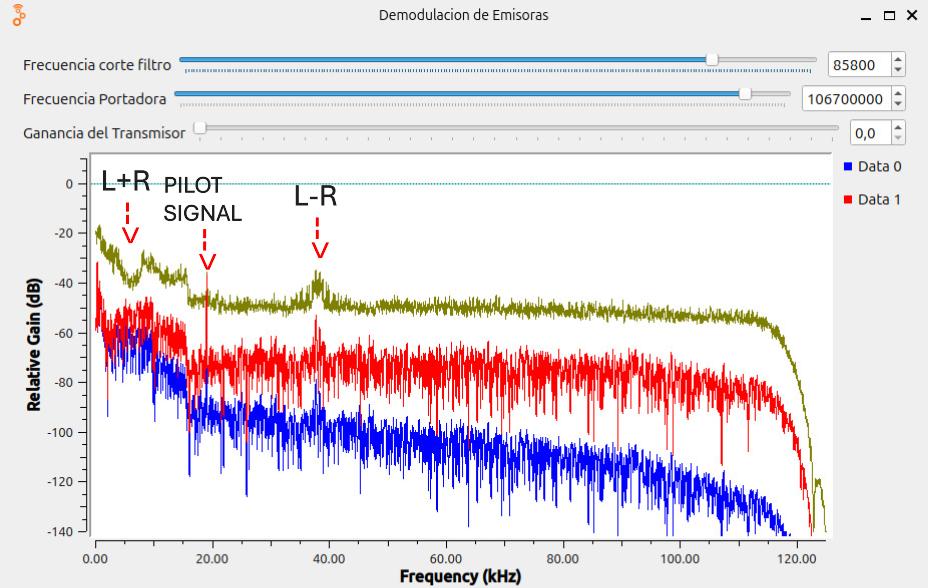 Demodulacion de Emisoras
Frecuencia corte filtro
85800
Frecuencia Portadora
106700000
Ganancia del Transmisor
0,0
L+R
PILOT
SIGNAL
L-R
Data 0
Data 1
0
-20
-40
-60
-80
-100
-120
-140
Relative Gain (dB)
0.00
20.00
40.00
60.00
80.00
100.00
120.00
Frequency (kHz)